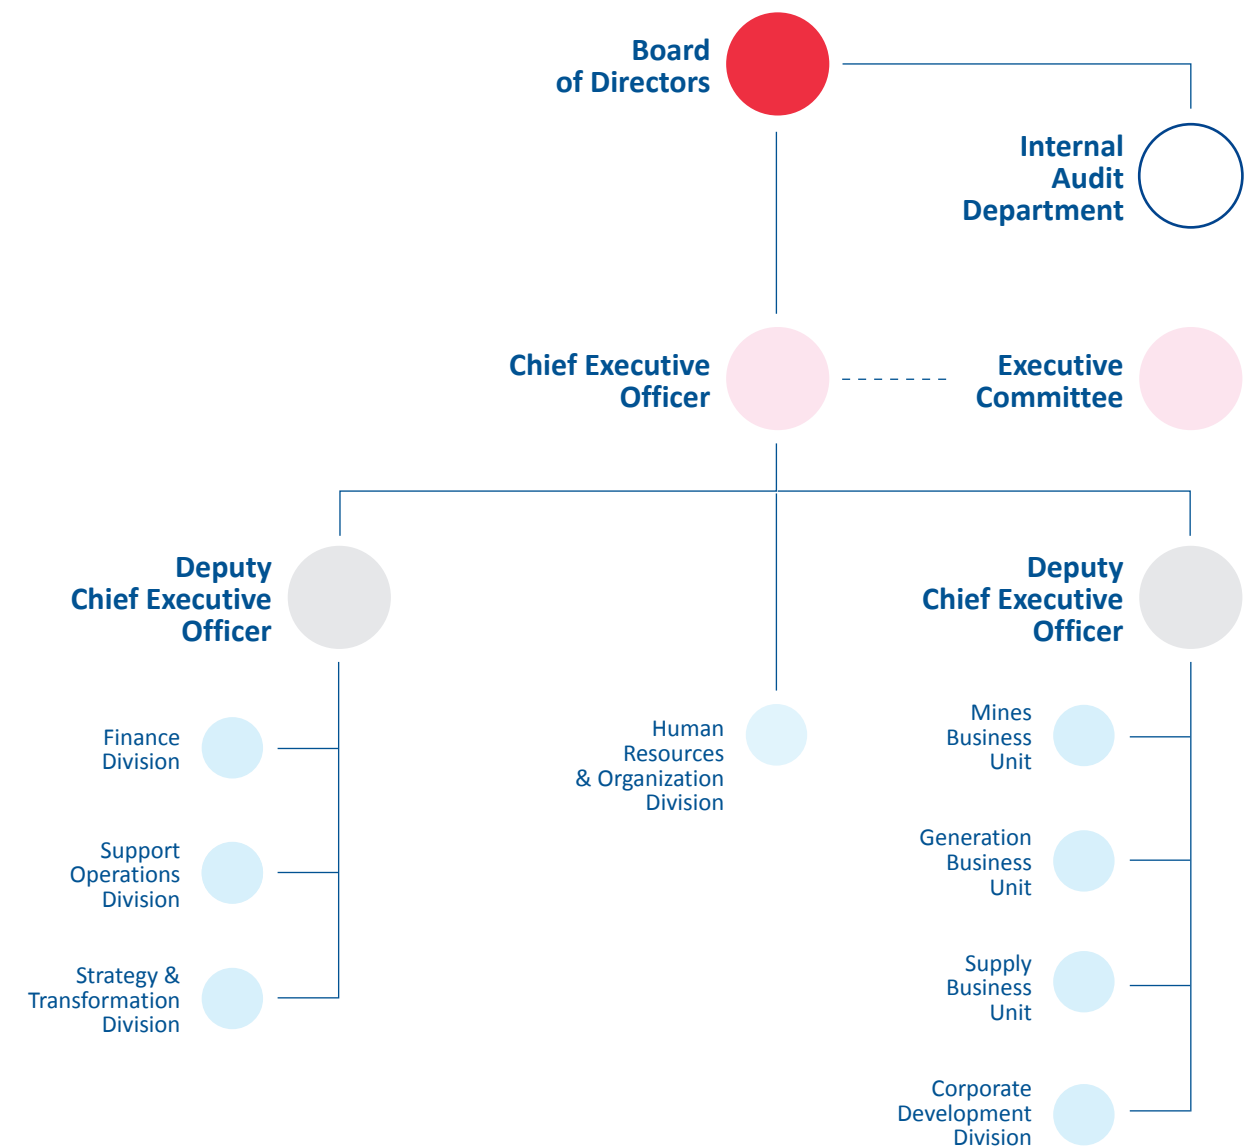 Board
of Directors
Internal
Audit
Department
Chief Executive
Officer
Executive
Committee
Deputy
Chief Executive
Officer
Deputy
Chief Executive
Officer
Finance
Division
Support
Operations
Division
Strategy &
Transformation
Division
Human
Resources
& Organization
Division
Mines
Business
Unit
Generation
Business
Unit
Supply
Business
Unit
Corporate
Development
Division